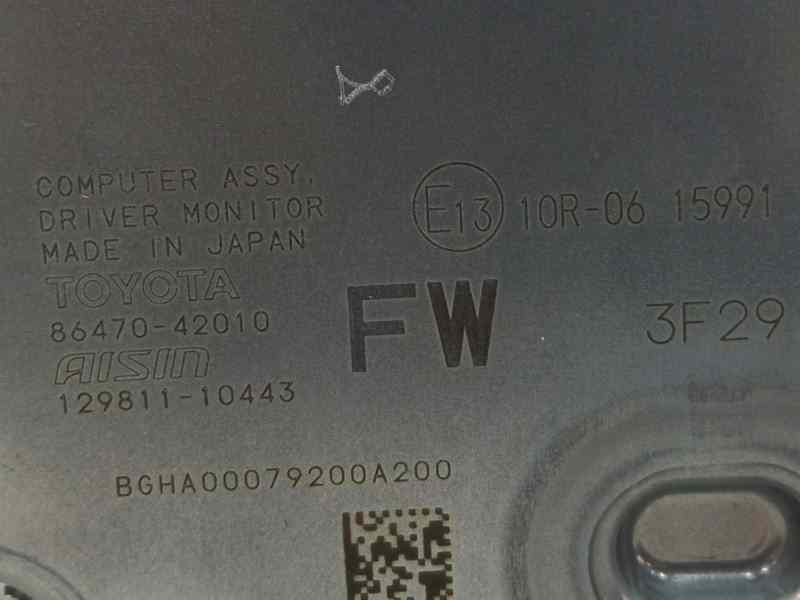 COMPUTER ASSY,
DRIVER MONITOR
MADE IN JAPAN
TOYOTA
86470-42010
AISIN
129811-10443
E13 10R-06 15991
FW
3F29
BGHA00079200A200